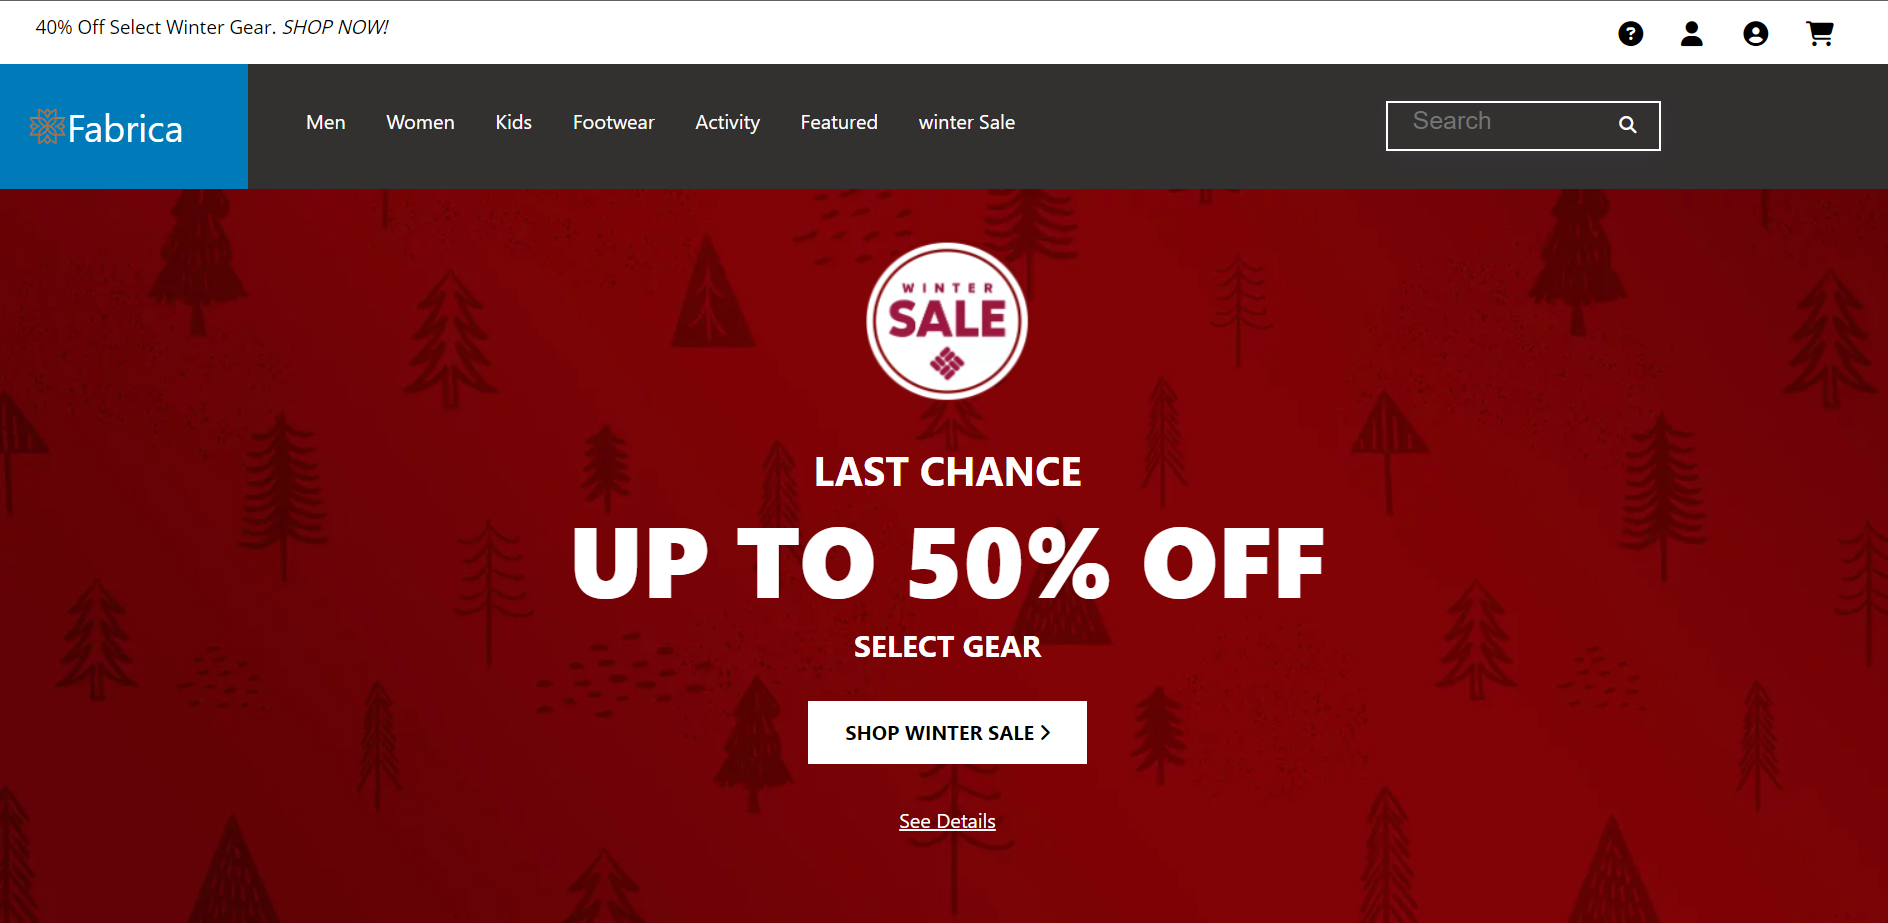 40% Off Select Winter Gear. SHOP NOW!
Fabrica
Men Women Kids Footwear Activity Featured winter Sale
Search
WINTER
SALE
LAST CHANCE
UP TO 50% OFF
SELECT GEAR
SHOP WINTER SALE
See Details